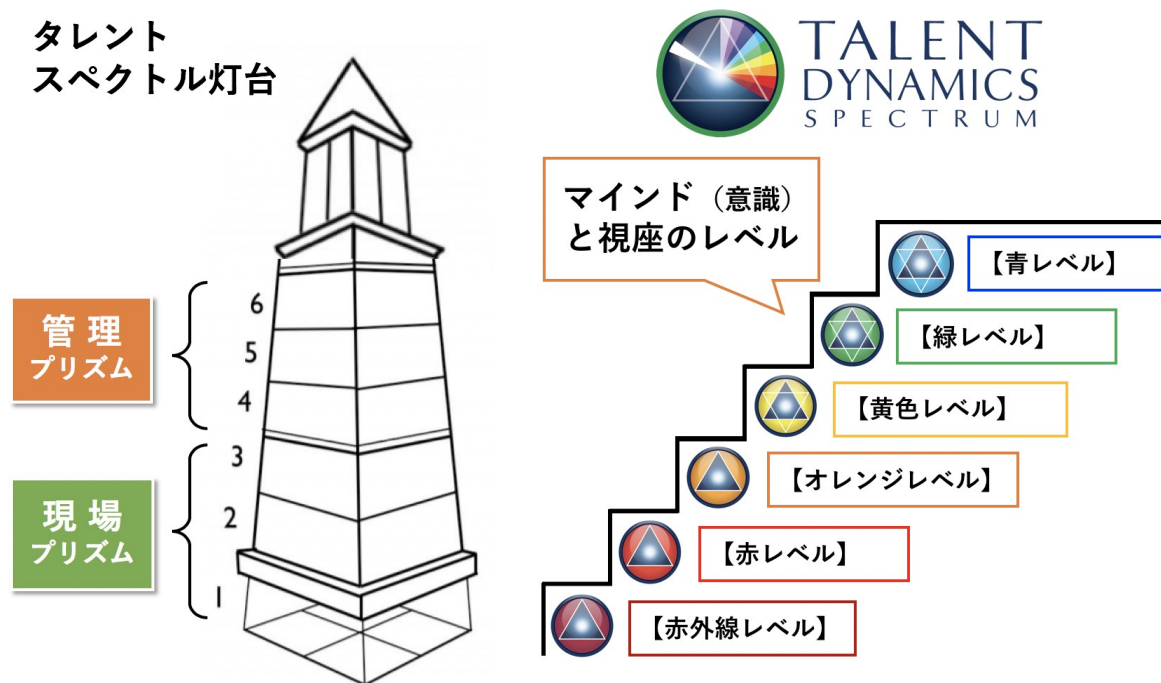 タレント
スペクトル灯台
TALENT
DYNAMICS
SPECTRUM
マインド（意識）
と視座のレベル
管理
プリズム
現場
プリズム
6
5
4
3
2
1
【青レベル】
【緑レベル】
【黄色レベル】
【オレンジレベル】
【赤レベル】
【赤外線レベル】